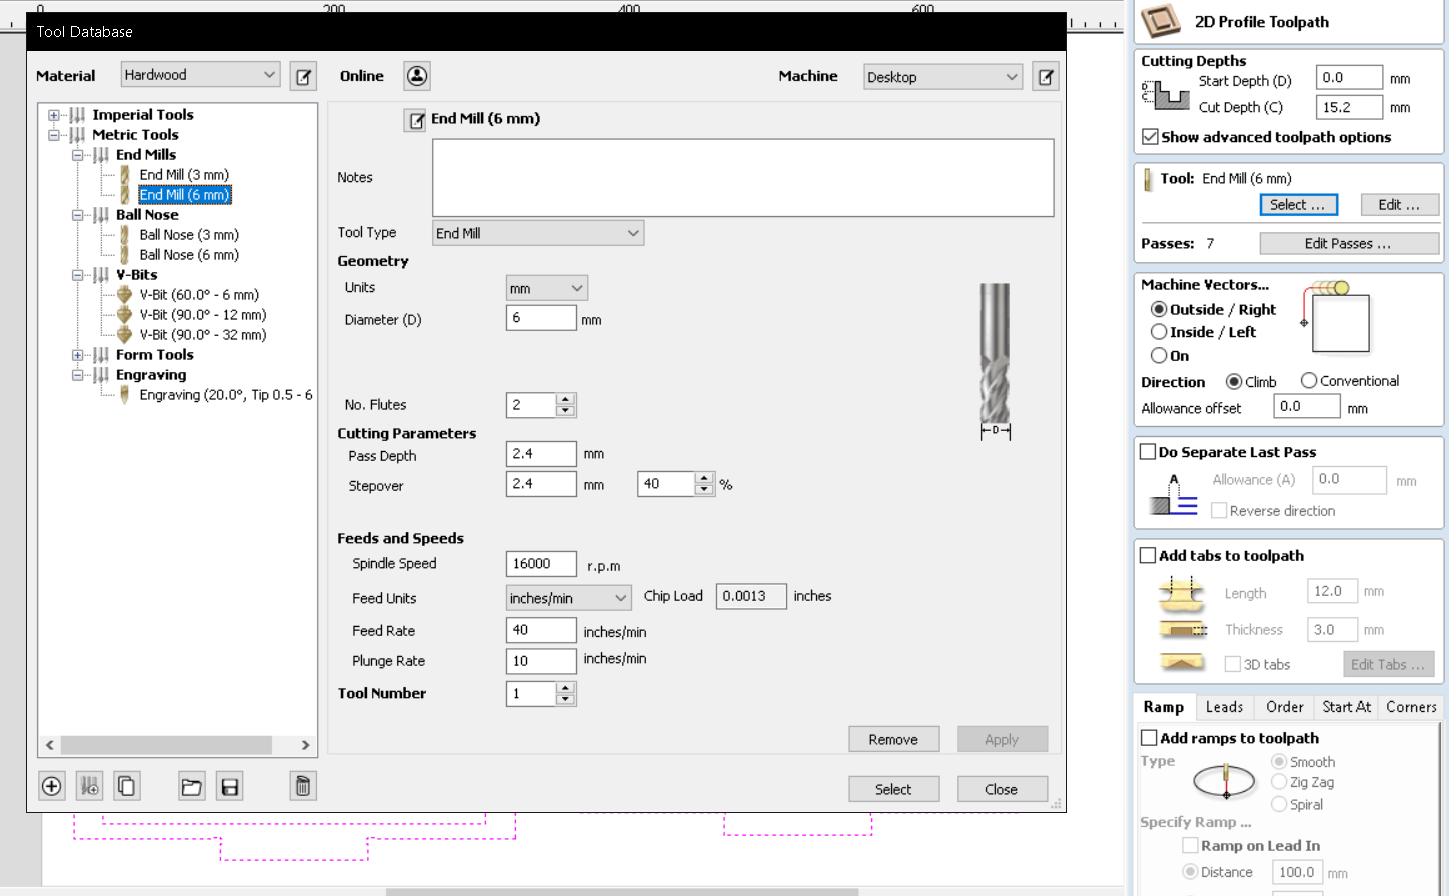 0 200 400 600
Tool Database
Material Hardwood Online Machine Desktop
Imperial Tools
Metric Tools
End Mills
End Mill (3 mm)
End Mill (6 mm)
Ball Nose
Ball Nose (3 mm)
Ball Nose (6 mm)
V-Bits
V-Bit (60.0° - 6 mm)
V-Bit (90.0° - 12 mm)
V-Bit (90.0° - 32 mm)
Form Tools
Engraving
Engraving (20.0°, Tip 0.5 - 6
End Mill (6 mm)
Notes
Tool Type End Mill
Geometry
Units mm
Diameter (D) 6 mm
No. Flutes 2
D
Cutting Parameters
Pass Depth 2.4 mm
Stepover 2.4 mm 40 %
Feeds and Speeds
Spindle Speed 16000 r.p.m
Feed Units inches/min Chip Load 0.0013 inches
Feed Rate 40 inches/min
Plunge Rate 10 inches/min
Tool Number 1
Remove Apply
Select Close
2D Profile Toolpath
Cutting Depths
D
C
Start Depth (D) 0.0 mm
Cut Depth (C) 15.2 mm
Show advanced toolpath options
Tool: End Mill (6 mm)
Select ... Edit ...
Passes: 7 Edit Passes ...
Machine Vectors...
Outside / Right
Inside / Left
On
Direction Climb Conventional
Allowance offset 0.0 mm
Do Separate Last Pass
A Allowance (A) 0.0 mm
Reverse direction
Add tabs to toolpath
Length 12.0 mm
Thickness 3.0 mm
3D tabs Edit Tabs ...
Ramp Leads Order Start At Corners
Add ramps to toolpath
Type Smooth
Zig Zag
Spiral
Specify Ramp ...
Ramp on Lead In
Distance 100.0 mm